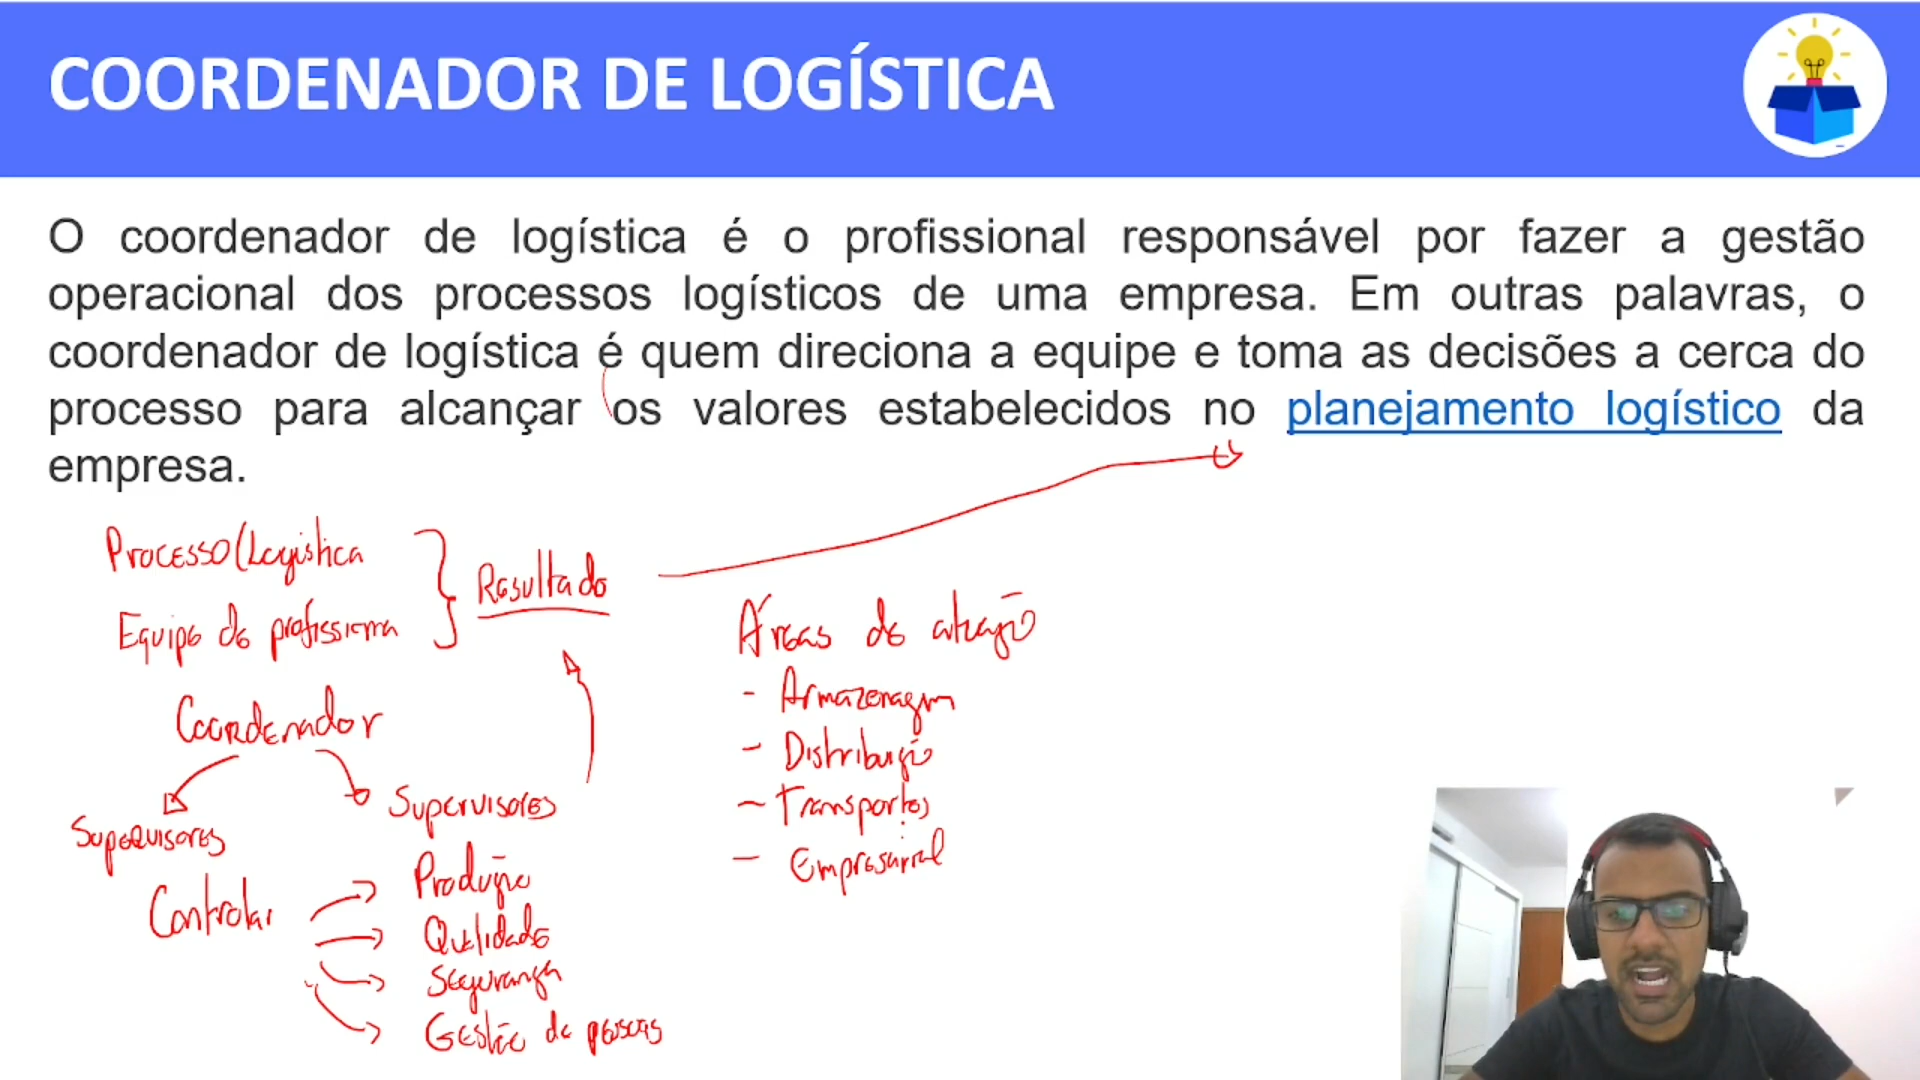 COORDENADOR DE LOGÍSTICA
O coordenador de logística é o profissional responsável por fazer a gestão
operacional dos processos logísticos de uma empresa. Em outras palavras, o
coordenador de logística é quem direciona a equipe e toma as decisões a cerca do
processo para alcançar os valores estabelecidos no planejamento logístico da
empresa.
Processo(Logística
Equipe de profissiona
Resultado
Coordenador
Supervisores
Supervisores
Controlar
Produção
Qualidade
Segurança
Gestão de pessoas
Áreas de atuação
- Armazenagem
- Distribuição
- Transportes
- Empresarial